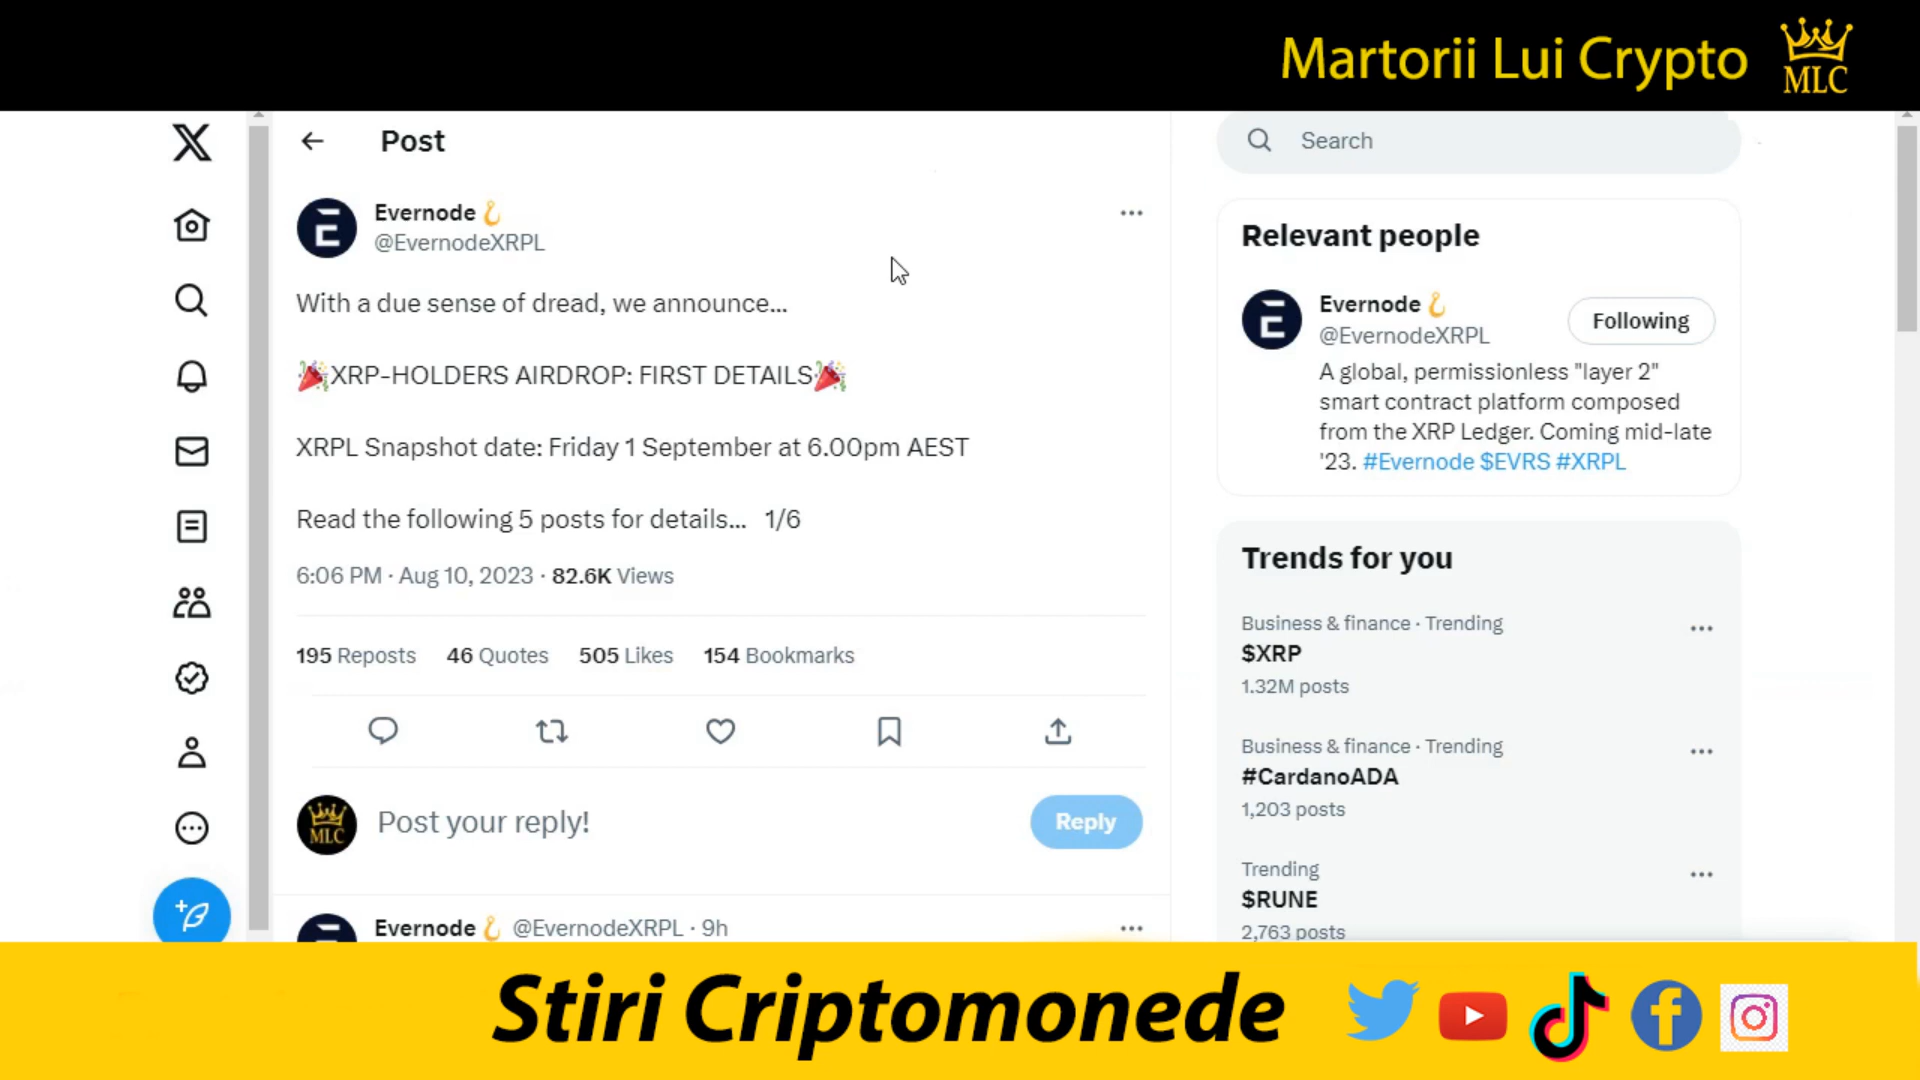 Martorii Lui Crypto
MLC
X
Post
Search
Evernode
@EvernodeXRPL
With a due sense of dread, we announce...
🎉XRP-HOLDERS AIRDROP: FIRST DETAILS🎉
XRPL Snapshot date: Friday 1 September at 6.00pm AEST
Read the following 5 posts for details... 1/6
6:06 PM · Aug 10, 2023 · 82.6K Views
195 Reposts 46 Quotes 505 Likes 154 Bookmarks
MLC
Post your reply!
Reply
Evernode @EvernodeXRPL · 9h
Relevant people
Evernode
@EvernodeXRPL
Following
A global, permissionless "layer 2"
smart contract platform composed
from the XRP Ledger. Coming mid-late
'23. #Evernode $EVRS #XRPL
Trends for you
Business & finance · Trending
$XRP
1.32M posts
Business & finance · Trending
#CardanoADA
1,203 posts
Trending
$RUNE
2,763 posts
Stiri Criptomonede